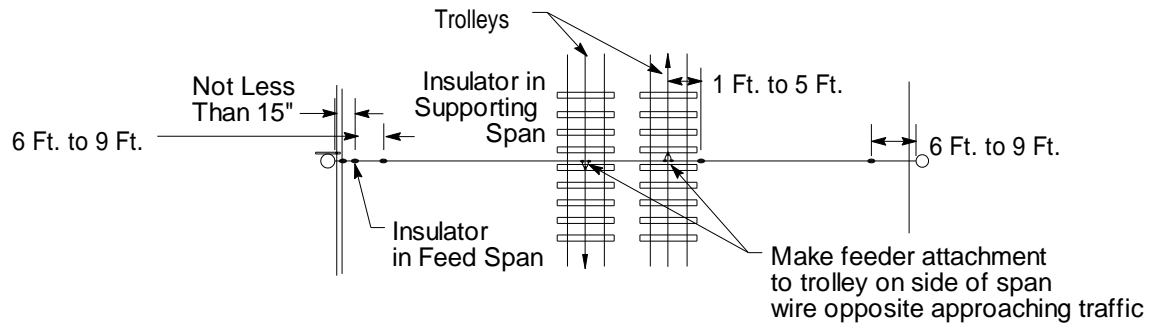 Trolleys
Not Less
Than 15"
Insulator in
Supporting
Span
1 Ft. to 5 Ft.
6 Ft. to 9 Ft.
6 Ft. to 9 Ft.
Insulator
in Feed Span
Make feeder attachment
to trolley on side of span
wire opposite approaching traffic